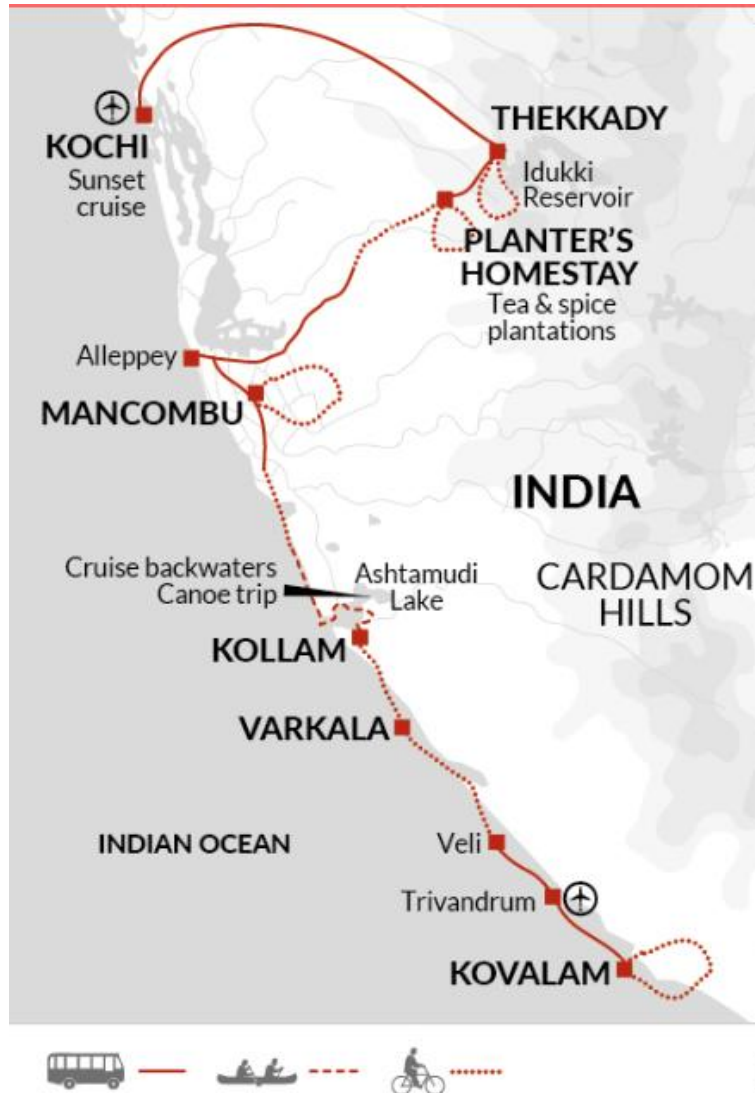 THEKKADY
KOCHI
Sunset
cruise
Idukki
Reservoir
PLANTER'S
HOMESTAY
Tea & spice
plantations
Alleppey
MANCOMBU
INDIA
Cruise backwaters
Canoe trip
Ashtamudi
Lake
CARDAMOM
HILLS
KOLLAM
VARKALA
INDIAN OCEAN
Veli
Trivandrum
KOVALAM